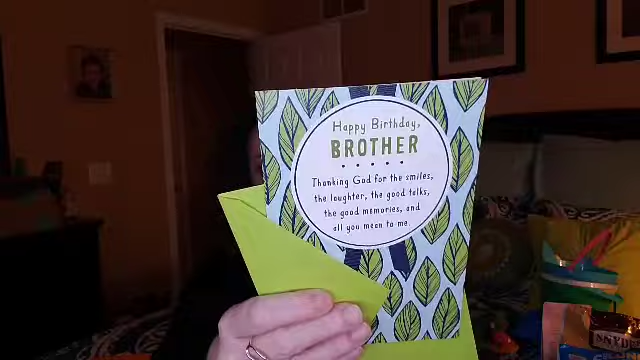 Happy Birthday,
BROTHER
Thanking God for the smiles,
the laughter, the good talks,
the good memories, and
all you mean to me.